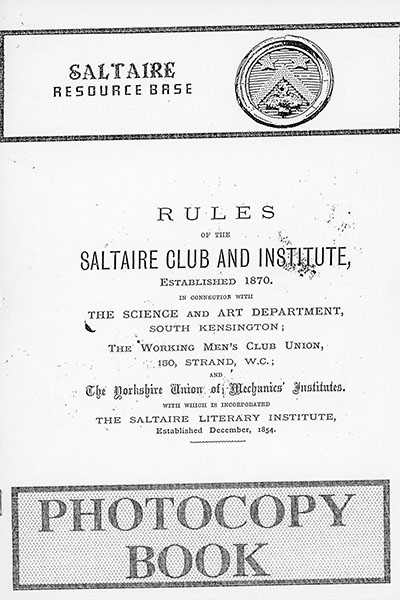 SALTAIRE
RESOURCE BASE
RULES
OF THE
SALTAIRE CLUB AND INSTITUTE,
ESTABLISHED 1870.
IN CONNECTION WITH
THE SCIENCE AND ART DEPARTMENT,
SOUTH KENSINGTON;
THE WORKING MEN'S CLUB UNION,
150, STRAND, W.C.;
AND
The Yorkshire Union of Mechanics' Institutes.
WITH WHICH IS INCORPORATED
THE SALTAIRE LITERARY INSTITUTE,
Established December, 1854.
PHOTOCOPY
BOOK